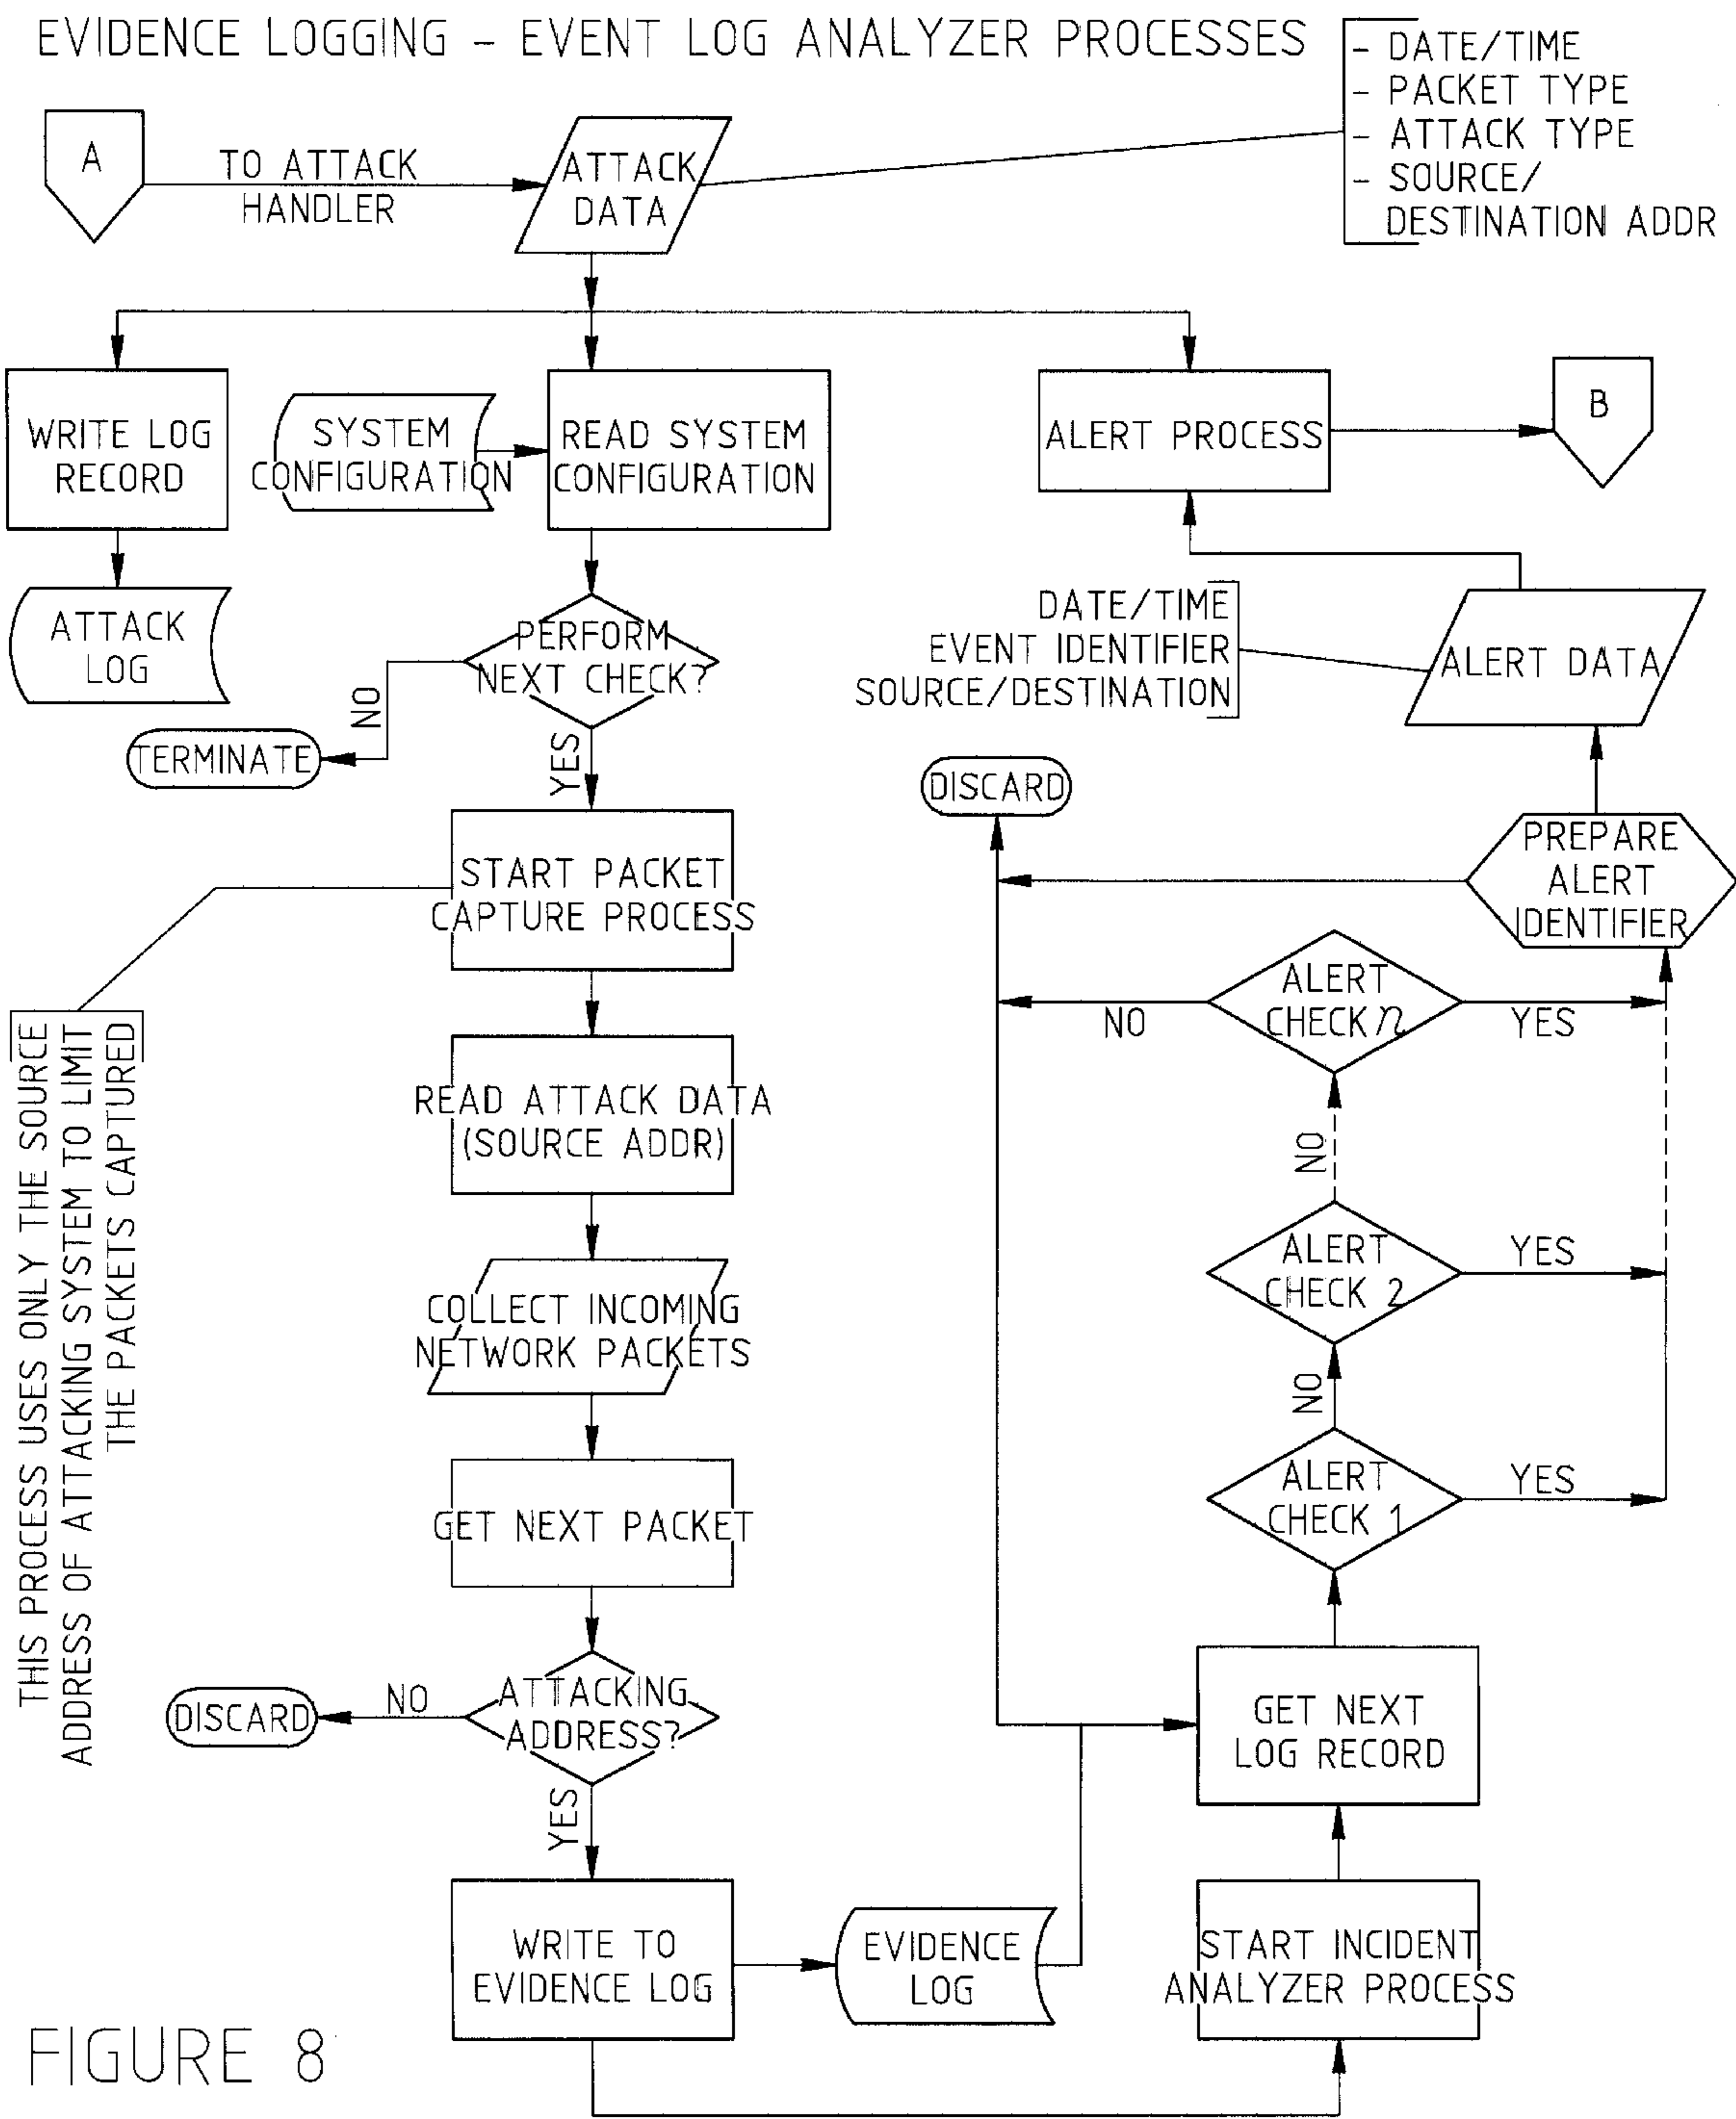 EVIDENCE LOGGING - EVENT LOG ANALYZER PROCESSES
- DATE/TIME
- PACKET TYPE
- ATTACK TYPE
- SOURCE/
DESTINATION ADDR
A
TO ATTACK
HANDLER
ATTACK
DATA
WRITE LOG
RECORD
SYSTEM
CONFIGURATION
READ SYSTEM
CONFIGURATION
ALERT PROCESS
B
ATTACK
LOG
PERFORM
NEXT CHECK?
NO
TERMINATE
YES
DATE/TIME
EVENT IDENTIFIER
SOURCE/DESTINATION
ALERT DATA
DISCARD
PREPARE
ALERT
IDENTIFIER
START PACKET
CAPTURE PROCESS
THIS PROCESS USES ONLY THE SOURCE
ADDRESS OF ATTACKING SYSTEM TO LIMIT
THE PACKETS CAPTURED
READ ATTACK DATA
(SOURCE ADDR)
COLLECT INCOMING
NETWORK PACKETS
GET NEXT PACKET
ATTACKING
ADDRESS?
NO
DISCARD
YES
WRITE TO
EVIDENCE LOG
EVIDENCE
LOG
ALERT
CHECK n
NO
YES
NO
ALERT
CHECK 2
YES
NO
ALERT
CHECK 1
YES
GET NEXT
LOG RECORD
START INCIDENT
ANALYZER PROCESS
FIGURE 8